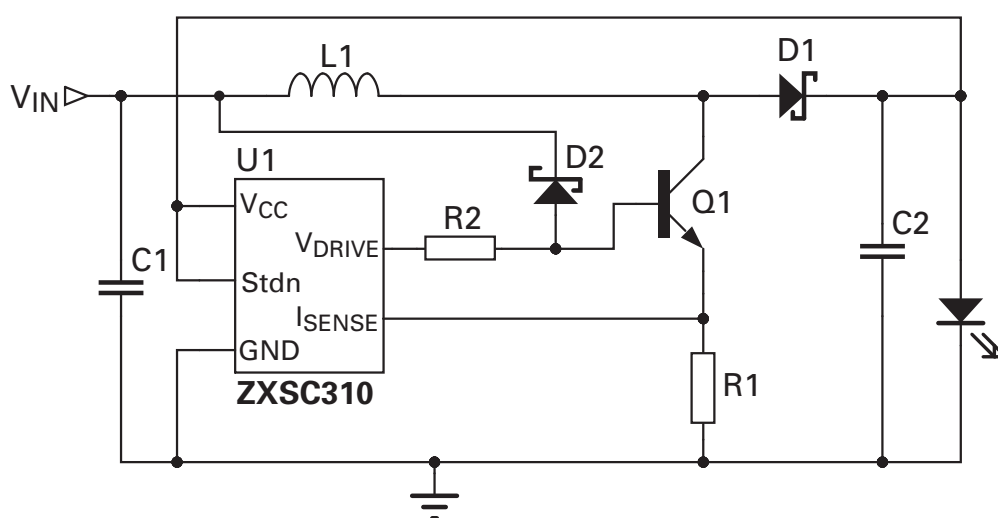 L1
D1
VIN
U1
D2
VCC
R2
Q1
VDRIVE
C2
C1
Stdn
ISENSE
GND
R1
ZXSC310